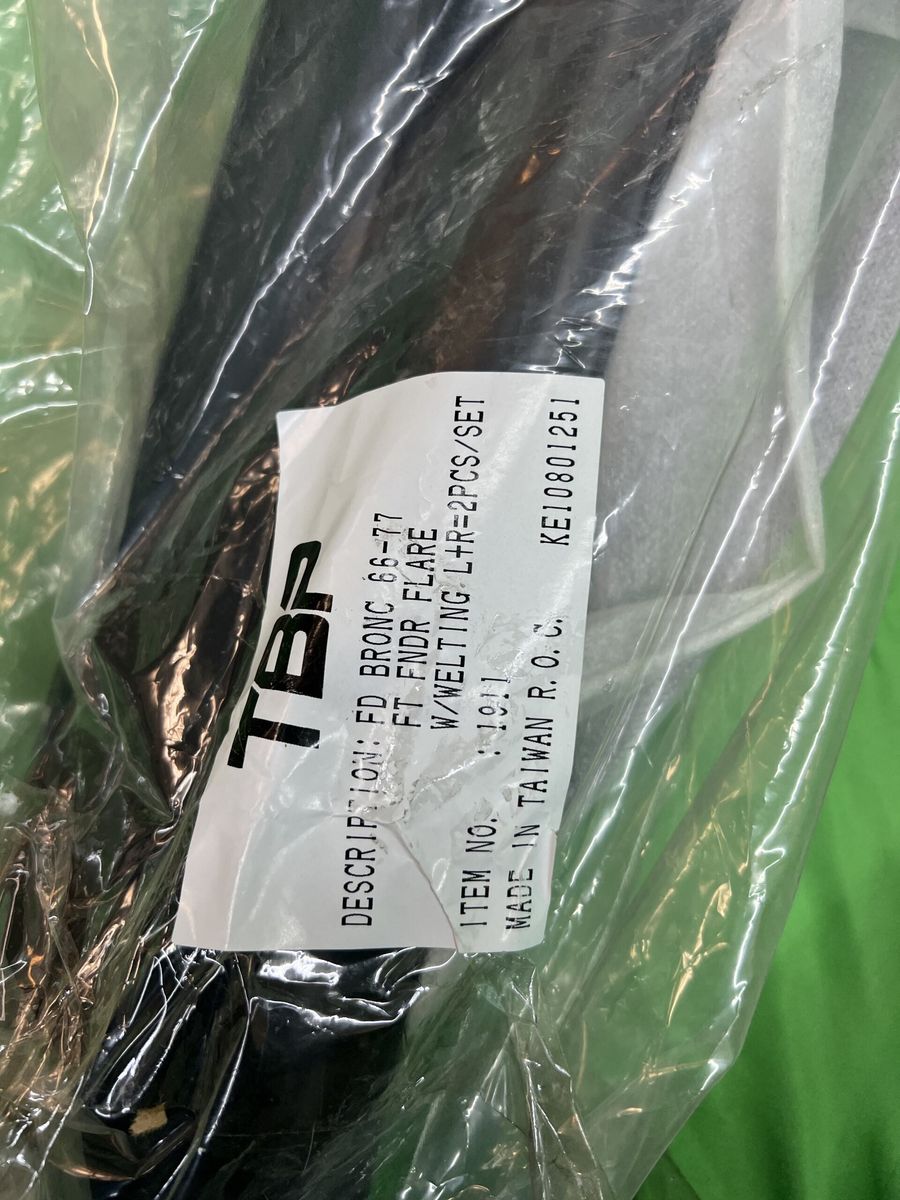 TBP
DESCRIPTION: FD BRONC 66-77
FT FNDR FLARE
W/WELTING L+R=2PCS/SET
ITEM NO. : 1911
MADE IN TAIWAN R.O.C. KE10801251